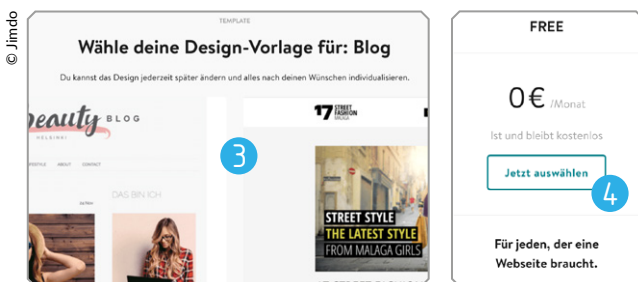 © Jimdo
TEMPLATE
Wähle deine Design-Vorlage für: Blog
Du kannst das Design jederzeit später ändern und alles nach deinen Wünschen individualisieren.
beauty BLOG
HELSINKI
LIFESTYLE ABOUT CONTACT
DAS BIN ICH
3
17 STREET
FASHION
MALAGA
STREET STYLE
THE LATEST STYLE
FROM MALAGA GIRLS
FREE
0 € /Monat
Ist und bleibt kostenlos
Jetzt auswählen
4
Für jeden, der eine
Webseite braucht.